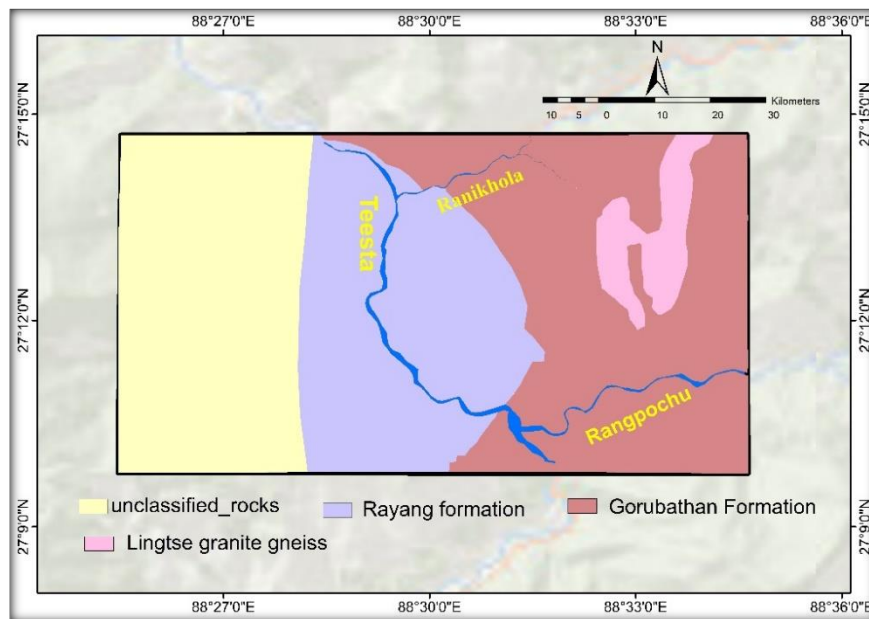 88°27'0"E 88°30'0"E 88°33'0"E 88°36'0"E
N
Kilometers
10 5 0 10 20 30
27°15'0"N 27°15'0"N
Ranikhola
Teesta
27°12'0"N 27°12'0"N
Rangpochu
unclassified_rocks Rayang formation Gorubathan Formation
27°9'0"N 27°9'0"N
Lingtse granite gneiss
88°27'0"E 88°30'0"E 88°33'0"E 88°36'0"E